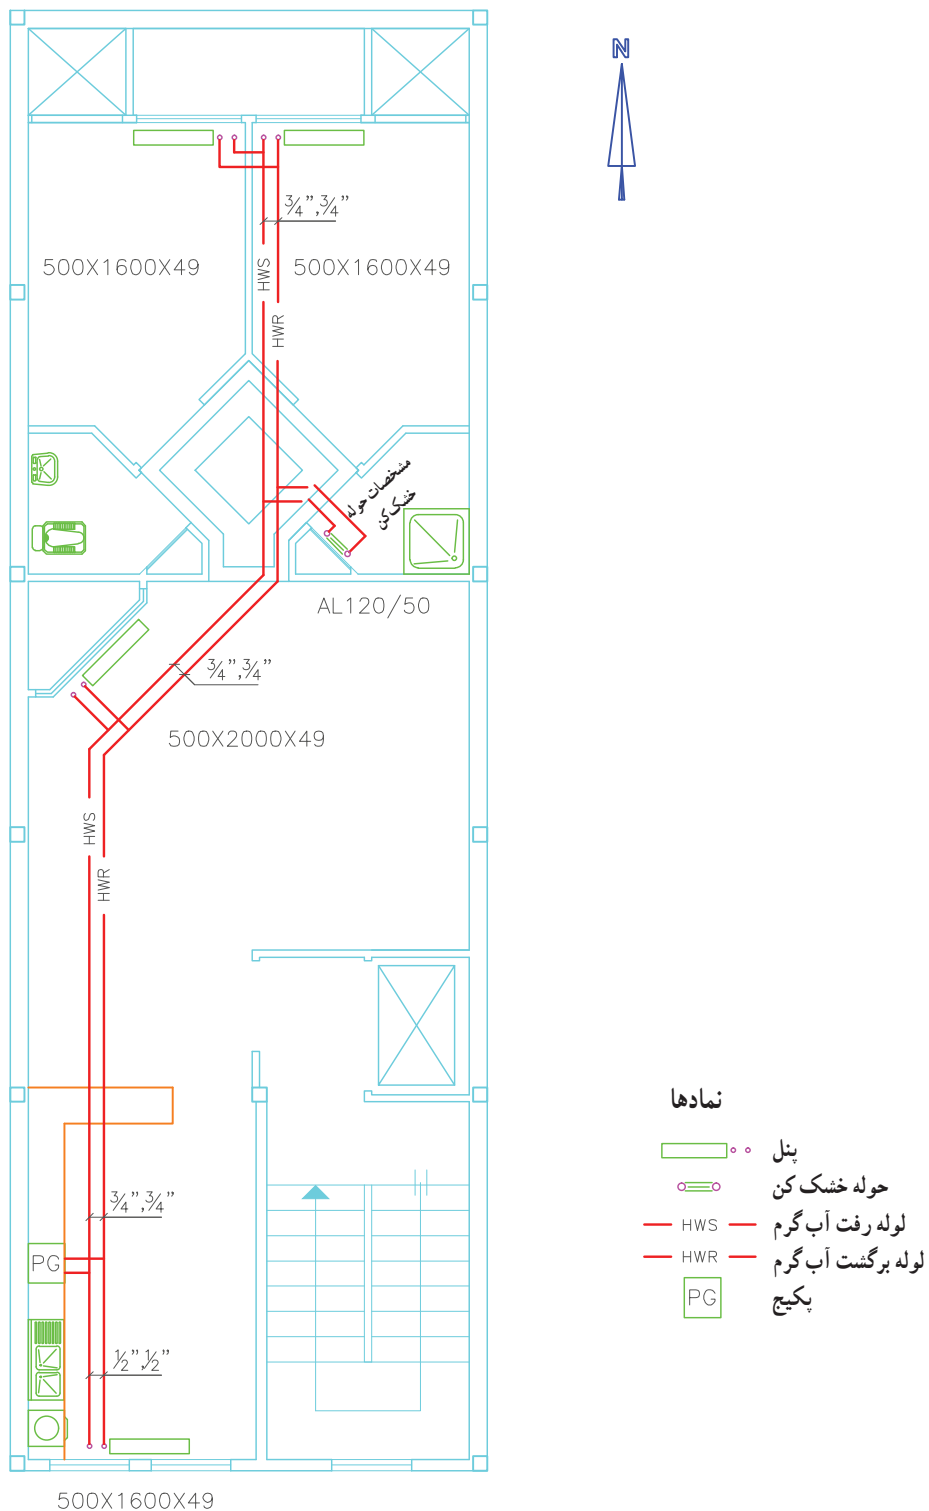 N
¾",¾"
500X1600X49
500X1600X49
HWS
HWR
مشخصات حوله
خشک کن
AL120/50
¾",¾"
500X2000X49
HWS
HWR
¾",¾"
PG
½",½"
500X1600X49
نمادها
پنل
حوله خشک کن
HWS لوله رفت آب گرم
HWR لوله برگشت آب گرم
PG پکیج